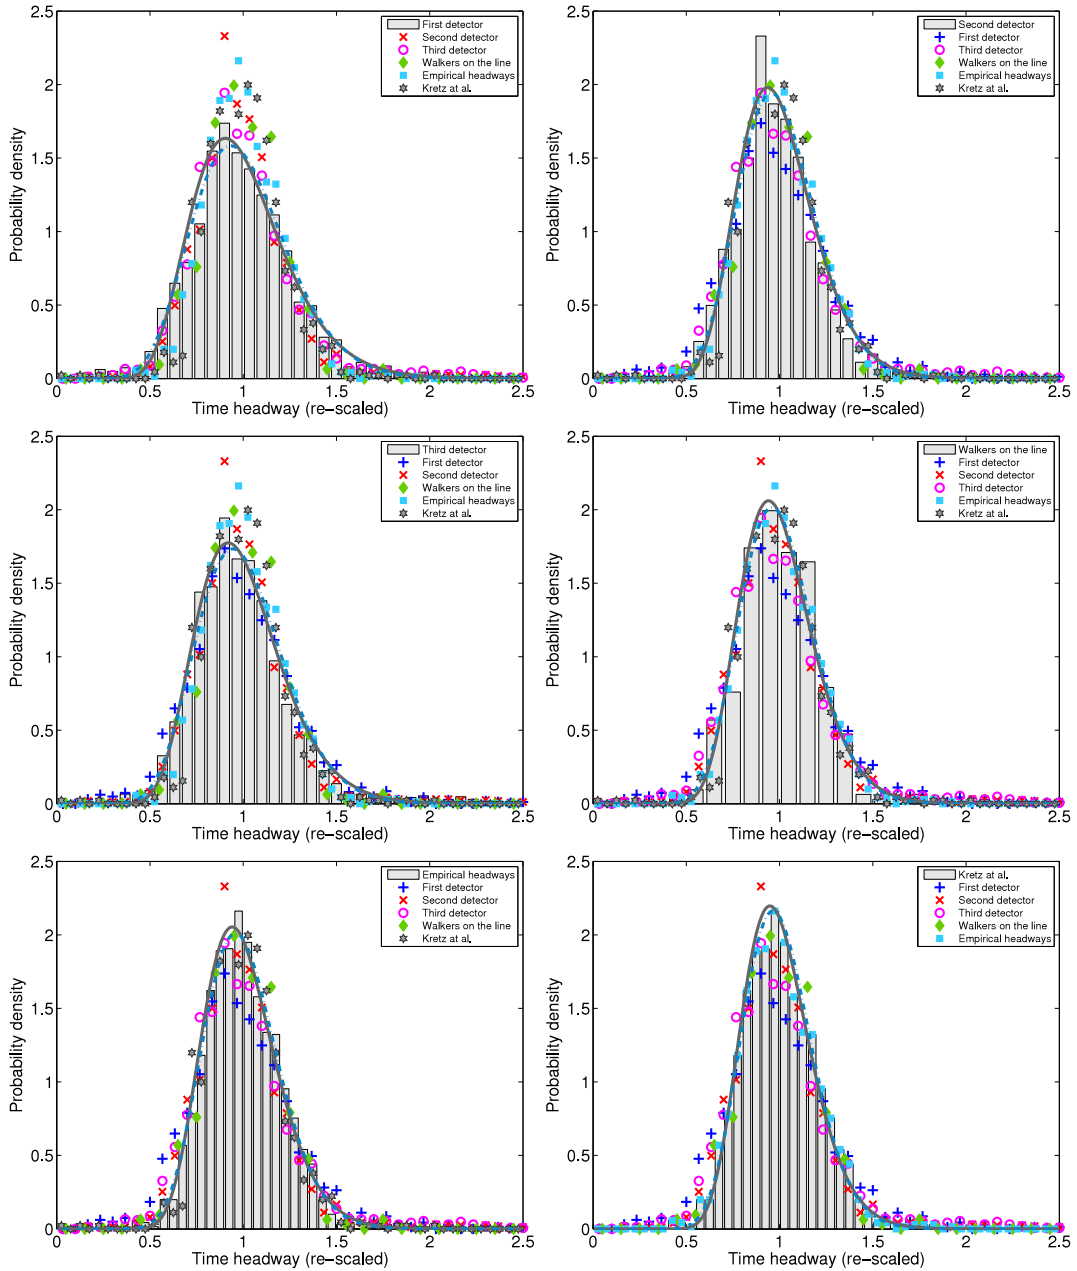 2.5
2
1.5
1
0.5
0
0 0.5 1 1.5 2 2.5
Probability density
Time headway (re-scaled)
First detector
Second detector
Third detector
Walkers on the line
Empirical headways
Kretz at al.
2.5
2
1.5
1
0.5
0
0 0.5 1 1.5 2 2.5
Probability density
Time headway (re-scaled)
Second detector
First detector
Third detector
Walkers on the line
Empirical headways
Kretz at al.
2.5
2
1.5
1
0.5
0
0 0.5 1 1.5 2 2.5
Probability density
Time headway (re-scaled)
Third detector
First detector
Second detector
Walkers on the line
Empirical headways
Kretz at al.
2.5
2
1.5
1
0.5
0
0 0.5 1 1.5 2 2.5
Probability density
Time headway (re-scaled)
Walkers on the line
First detector
Second detector
Third detector
Empirical headways
Kretz at al.
2.5
2
1.5
1
0.5
0
0 0.5 1 1.5 2 2.5
Probability density
Time headway (re-scaled)
Empirical headways
First detector
Second detector
Third detector
Walkers on the line
Kretz at al.
2.5
2
1.5
1
0.5
0
0 0.5 1 1.5 2 2.5
Probability density
Time headway (re-scaled)
Kretz at al.
First detector
Second detector
Third detector
Walkers on the line
Empirical headways